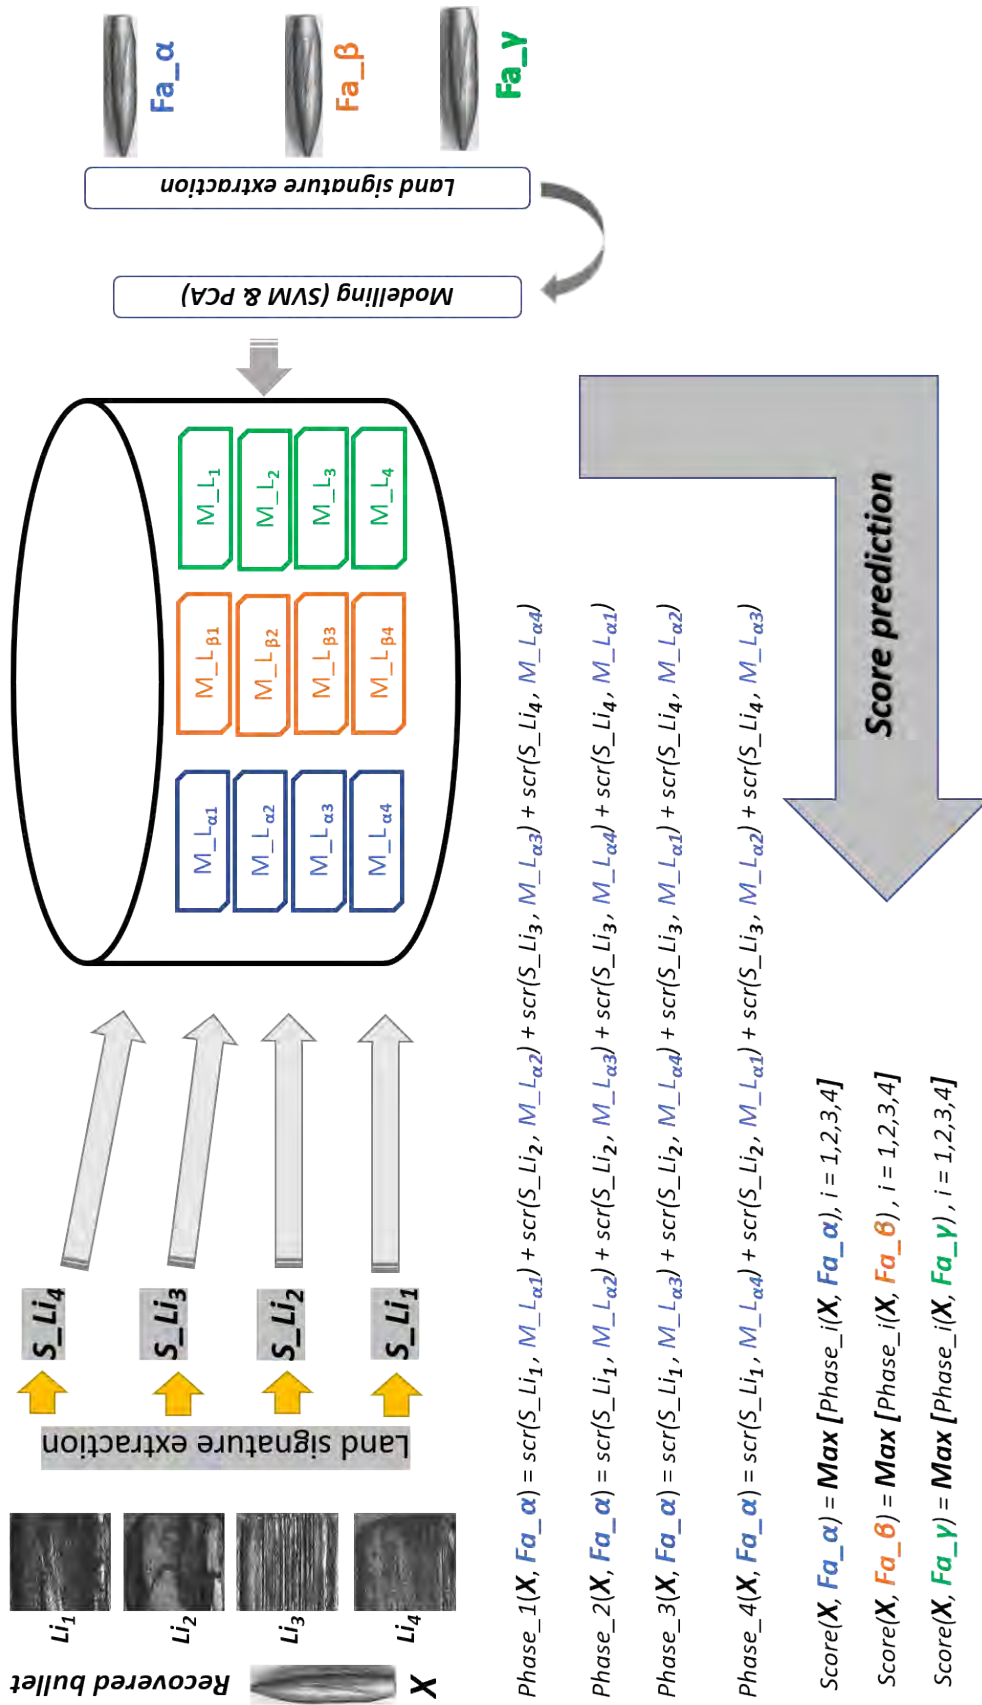 Recovered bullet
X
Li1
Li2
Li3
Li4
Land signature extraction
S_Li4
S_Li3
S_Li2
S_Li1
M_Lα1
M_Lα2
M_Lα3
M_Lα4
M_Lβ1
M_Lβ2
M_Lβ3
M_Lβ4
M_L1
M_L2
M_L3
M_L4
Modelling (SVM & PCA)
Land signature extraction
Fa_α
Fa_β
Fa_γ
Phase_1(X, Fa_α) = scr(S_Li1, M_Lα1) + scr(S_Li2, M_Lα2) + scr(S_Li3, M_Lα3) + scr(S_Li4, M_Lα4)
Phase_2(X, Fa_α) = scr(S_Li1, M_Lα2) + scr(S_Li2, M_Lα3) + scr(S_Li3, M_Lα4) + scr(S_Li4, M_Lα1)
Phase_3(X, Fa_α) = scr(S_Li1, M_Lα3) + scr(S_Li2, M_Lα4) + scr(S_Li3, M_Lα1) + scr(S_Li4, M_Lα2)
Phase_4(X, Fa_α) = scr(S_Li1, M_Lα4) + scr(S_Li2, M_Lα1) + scr(S_Li3, M_Lα2) + scr(S_Li4, M_Lα3)
Score(X, Fa_α) = Max [Phase_i(X, Fa_α), i = 1,2,3,4]
Score(X, Fa_β) = Max [Phase_i(X, Fa_β), i = 1,2,3,4]
Score(X, Fa_γ) = Max [Phase_i(X, Fa_γ), i = 1,2,3,4]
Score prediction